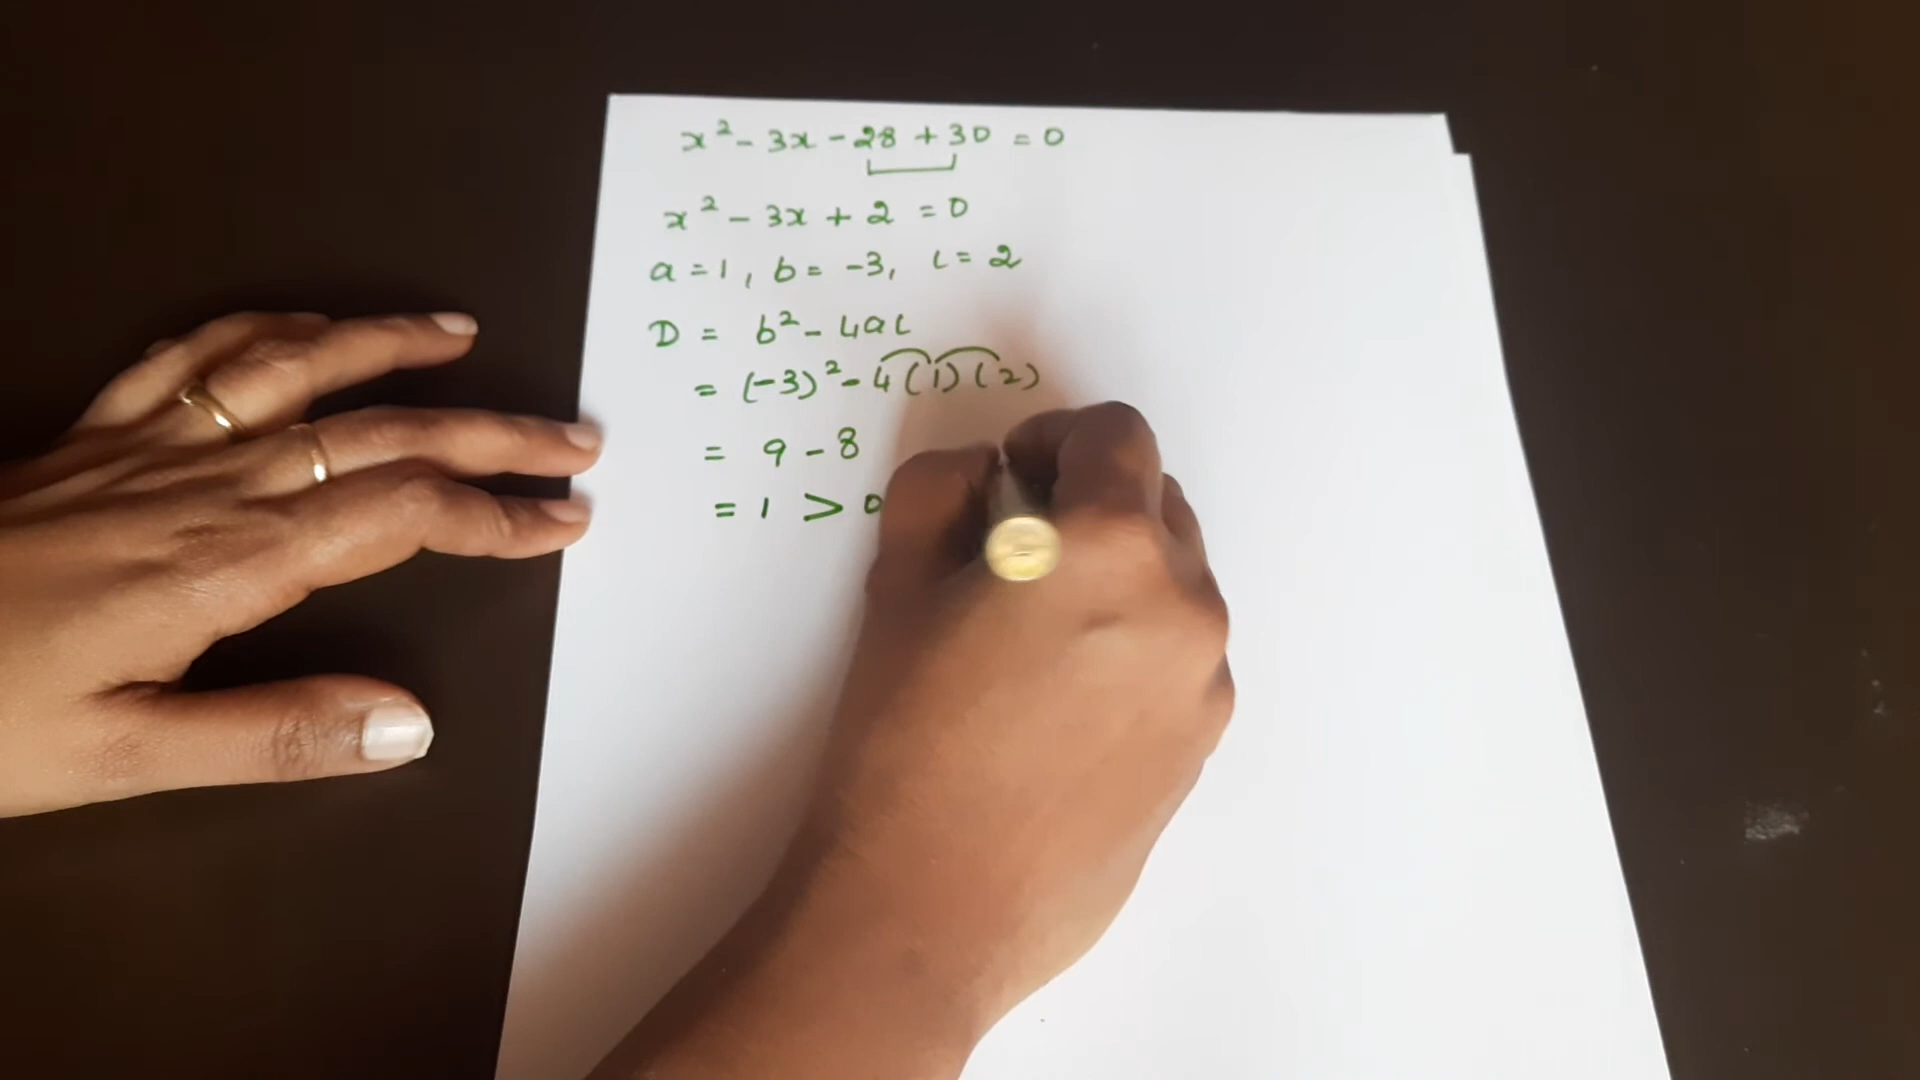 x² - 3x - 28 + 30 = 0
x² - 3x + 2 = 0
a = 1, b = -3, c = 2
D = b² - 4ac
= (-3)² - 4 (1) (2)
= 9 - 8
= 1 > 0